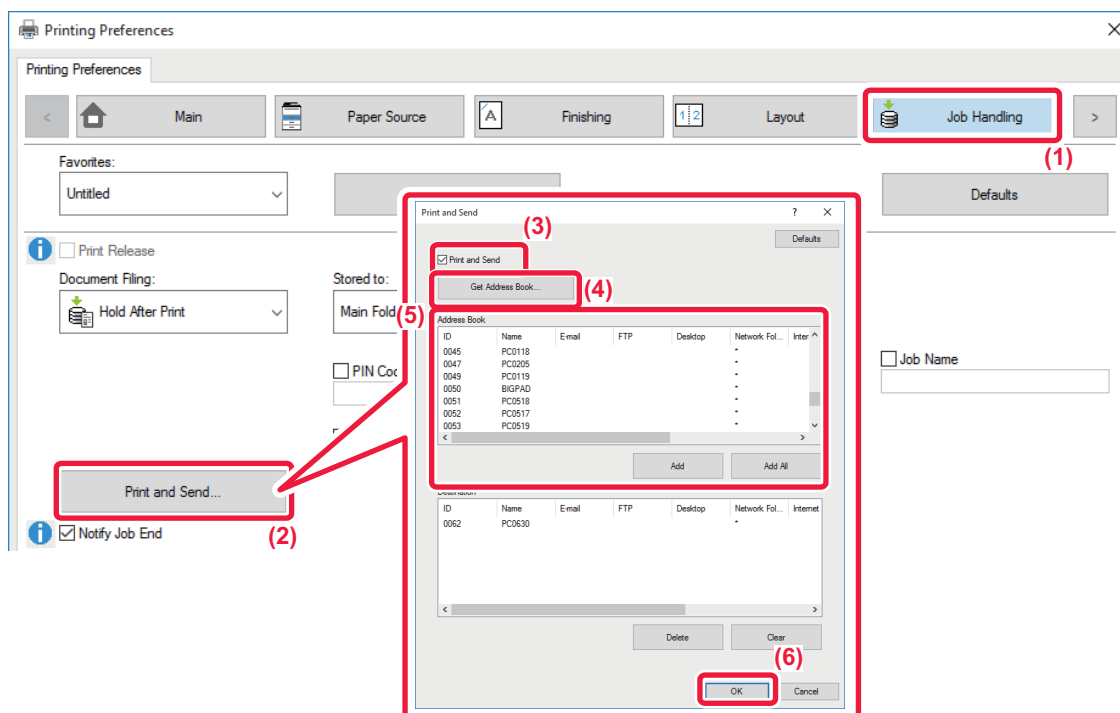 Printing Preferences
Printing Preferences
<
Main
Paper Source
A
Finishing
1 2
Layout
Job Handling
>
(1)
Favorites:
Untitled
Defaults
Print Release
Document Filing:
Hold After Print
Stored to:
Main Fold
PIN Coc
Job Name
Print and Send...
(2)
Notify Job End
Print and Send
? ×
Defaults
(3)
Print and Send
Get Address Book...
(4)
(5)
Address Book
ID Name E-mail FTP Desktop Network Fol... Inter
0045 PC0118 -
0047 PC0205 -
0049 PC0119 -
0050 BIGPAD -
0051 PC0518 -
0052 PC0517 -
0053 PC0519 -
Add Add All
Destination
ID Name E-mail FTP Desktop Network Fol... Internet
0062 PC0630 -
Delete Clear
(6)
OK Cancel